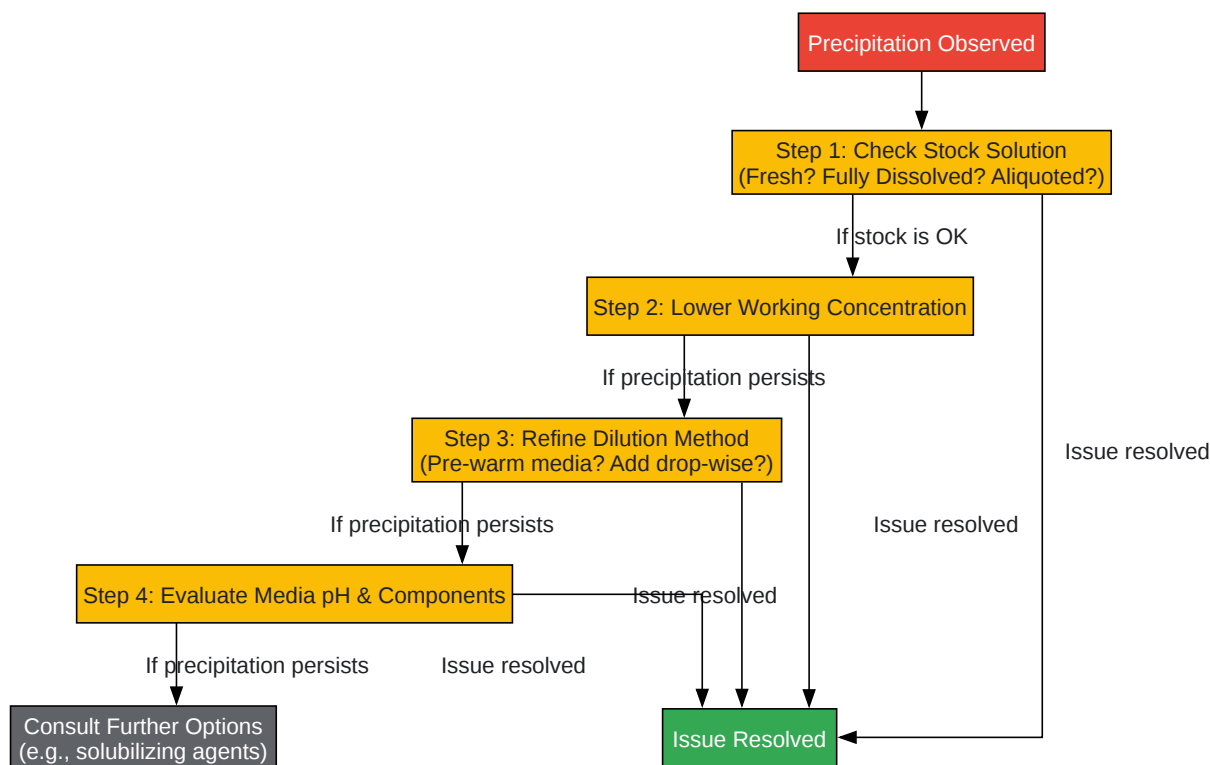 Precipitation Observed
Step 1: Check Stock Solution
(Fresh? Fully Dissolved? Aliquoted?)
If stock is OK
Step 2: Lower Working Concentration
If precipitation persists
Step 3: Refine Dilution Method
(Pre-warm media? Add drop-wise?)
Issue resolved
If precipitation persists
Issue resolved
Step 4: Evaluate Media pH & Components
Issue resolved
If precipitation persists
Issue resolved
Consult Further Options
(e.g., solubilizing agents)
Issue Resolved